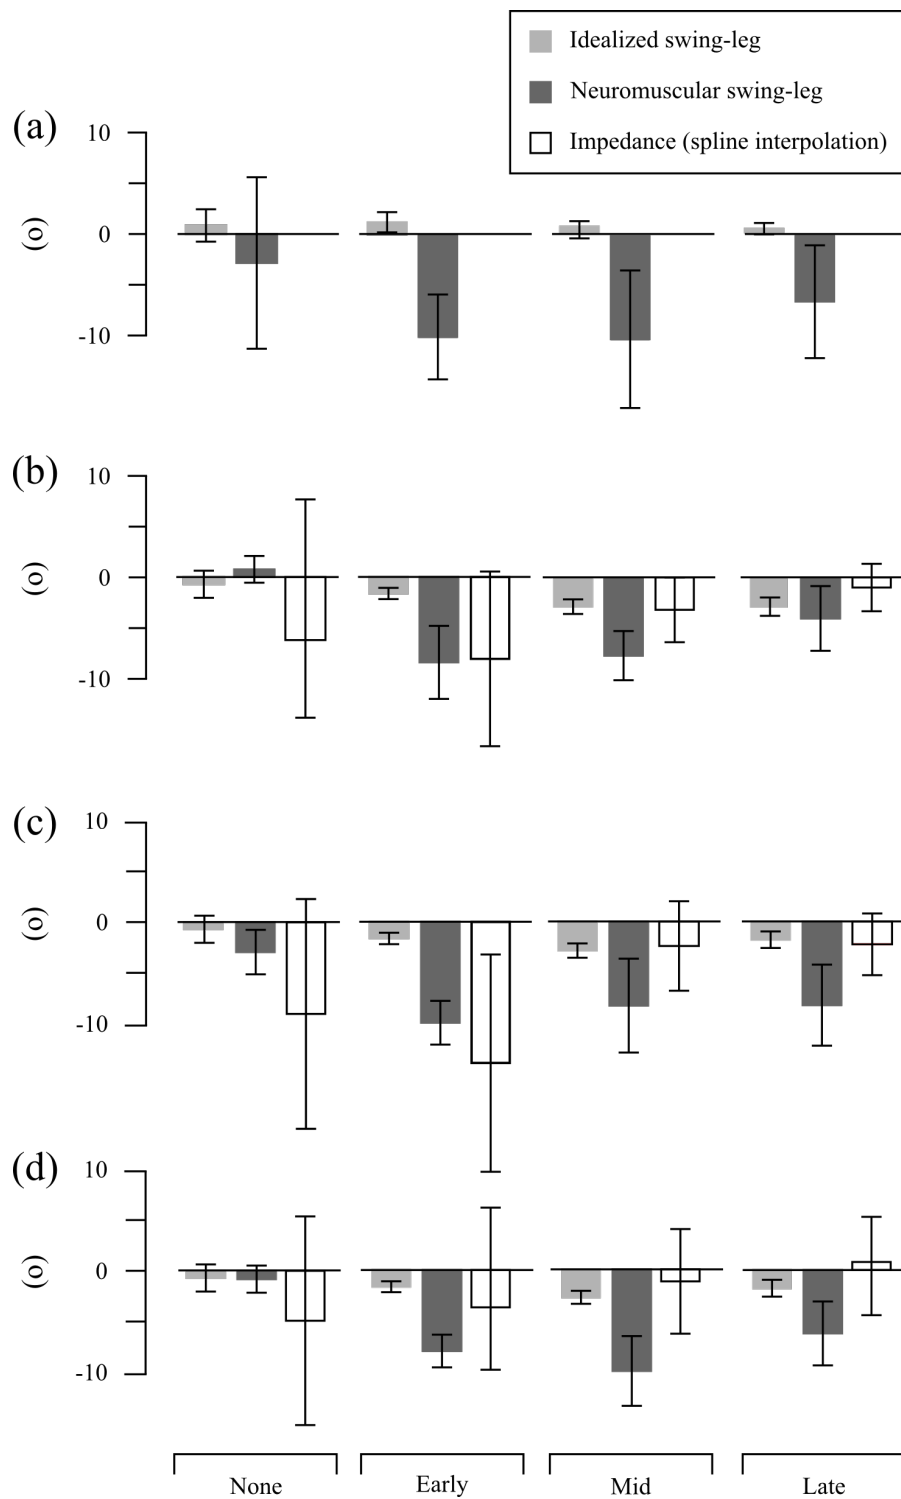 Idealized swing-leg
Neuromuscular swing-leg
Impedance (spline interpolation)
(a)
10
0
-10
(o)
(b)
10
0
-10
(o)
(c)
10
0
-10
(o)
(d)
10
0
-10
(o)
None Early Mid Late